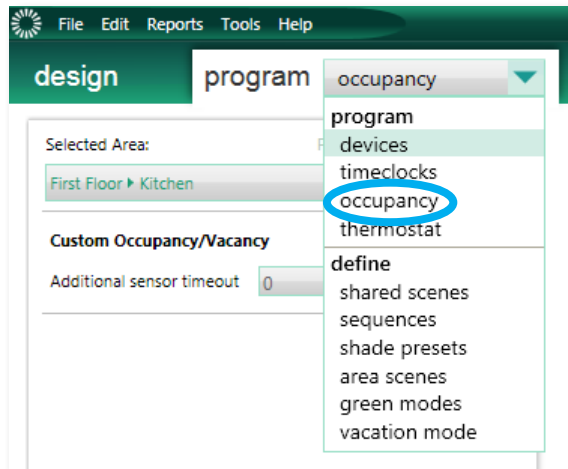 File Edit Reports Tools Help
design program occupancy
Selected Area:
First Floor Kitchen
Custom Occupancy/Vacancy
Additional sensor timeout 0
program
devices
timeclocks
occupancy
thermostat
define
shared scenes
sequences
shade presets
area scenes
green modes
vacation mode